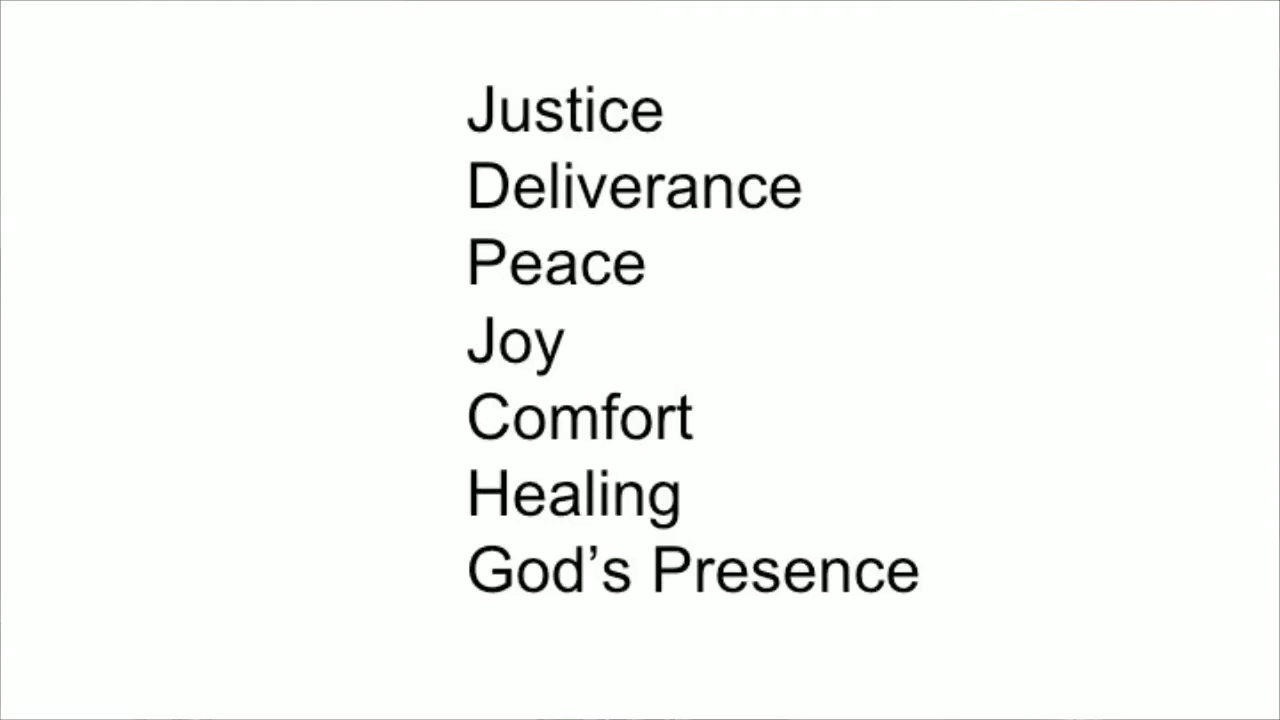 Justice
Deliverance
Peace
Joy
Comfort
Healing
God’s Presence